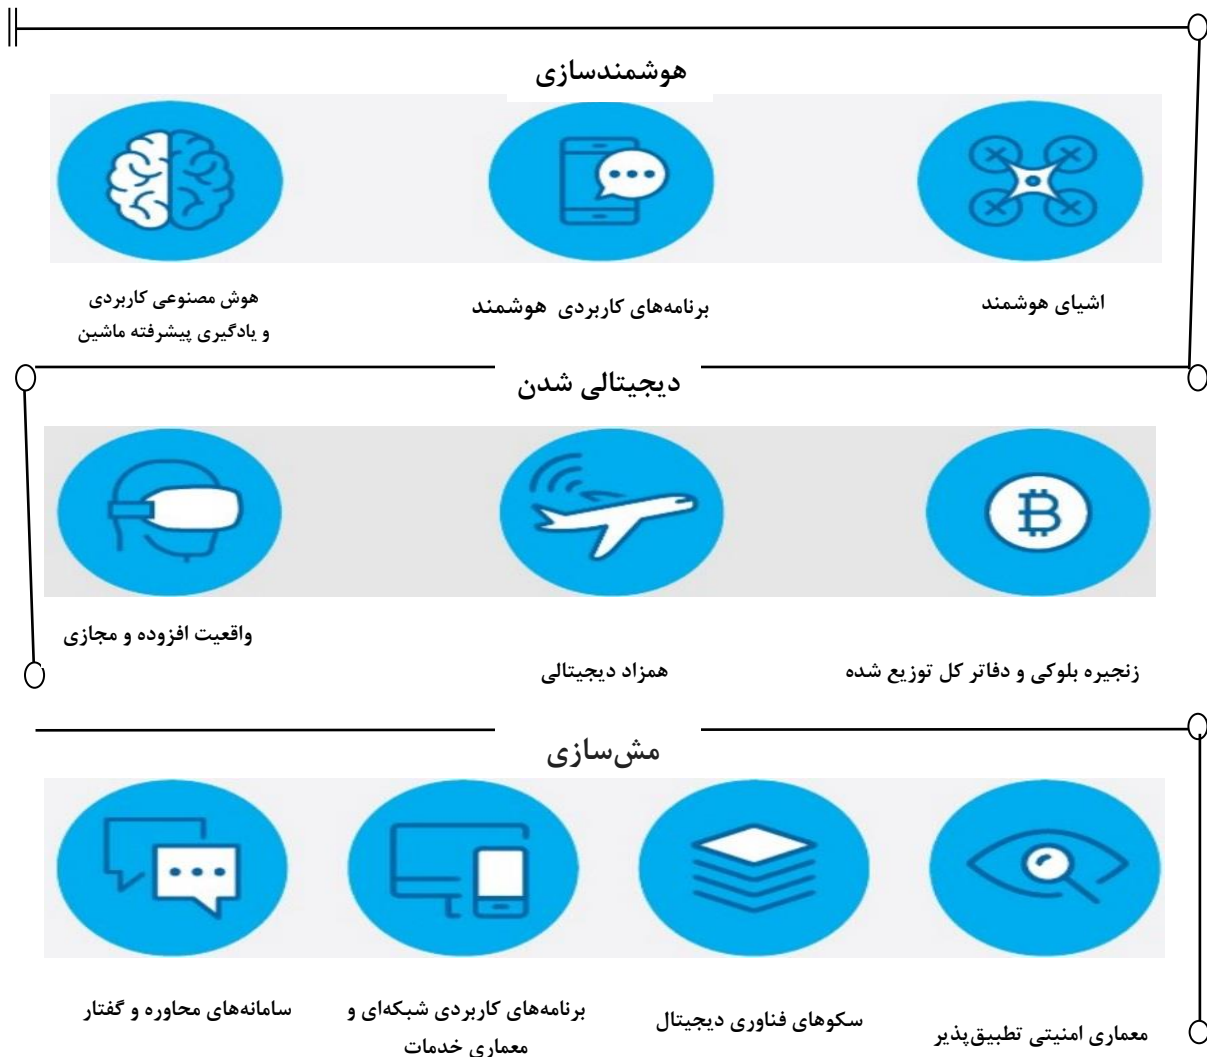 هوشمندسازی
اشیای هوشمند
برنامه‌های کاربردی هوشمند
هوش مصنوعی کاربردی
و یادگیری پیشرفته ماشین
دیجیتالی شدن
زنجیره بلوکی و دفاتر کل توزیع شده
همزاد دیجیتالی
واقعیت افزوده و مجازی
مش‌سازی
معماری امنیتی تطبیق‌پذیر
سکوهای فناوری دیجیتال
برنامه‌های کاربردی شبکه‌ای و
معماری خدمات
سامانه‌های محاوره و گفتار